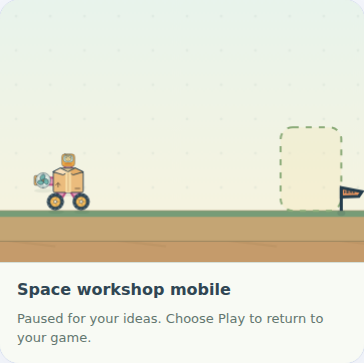 Space workshop mobile
Paused for your ideas. Choose Play to return to
your game.